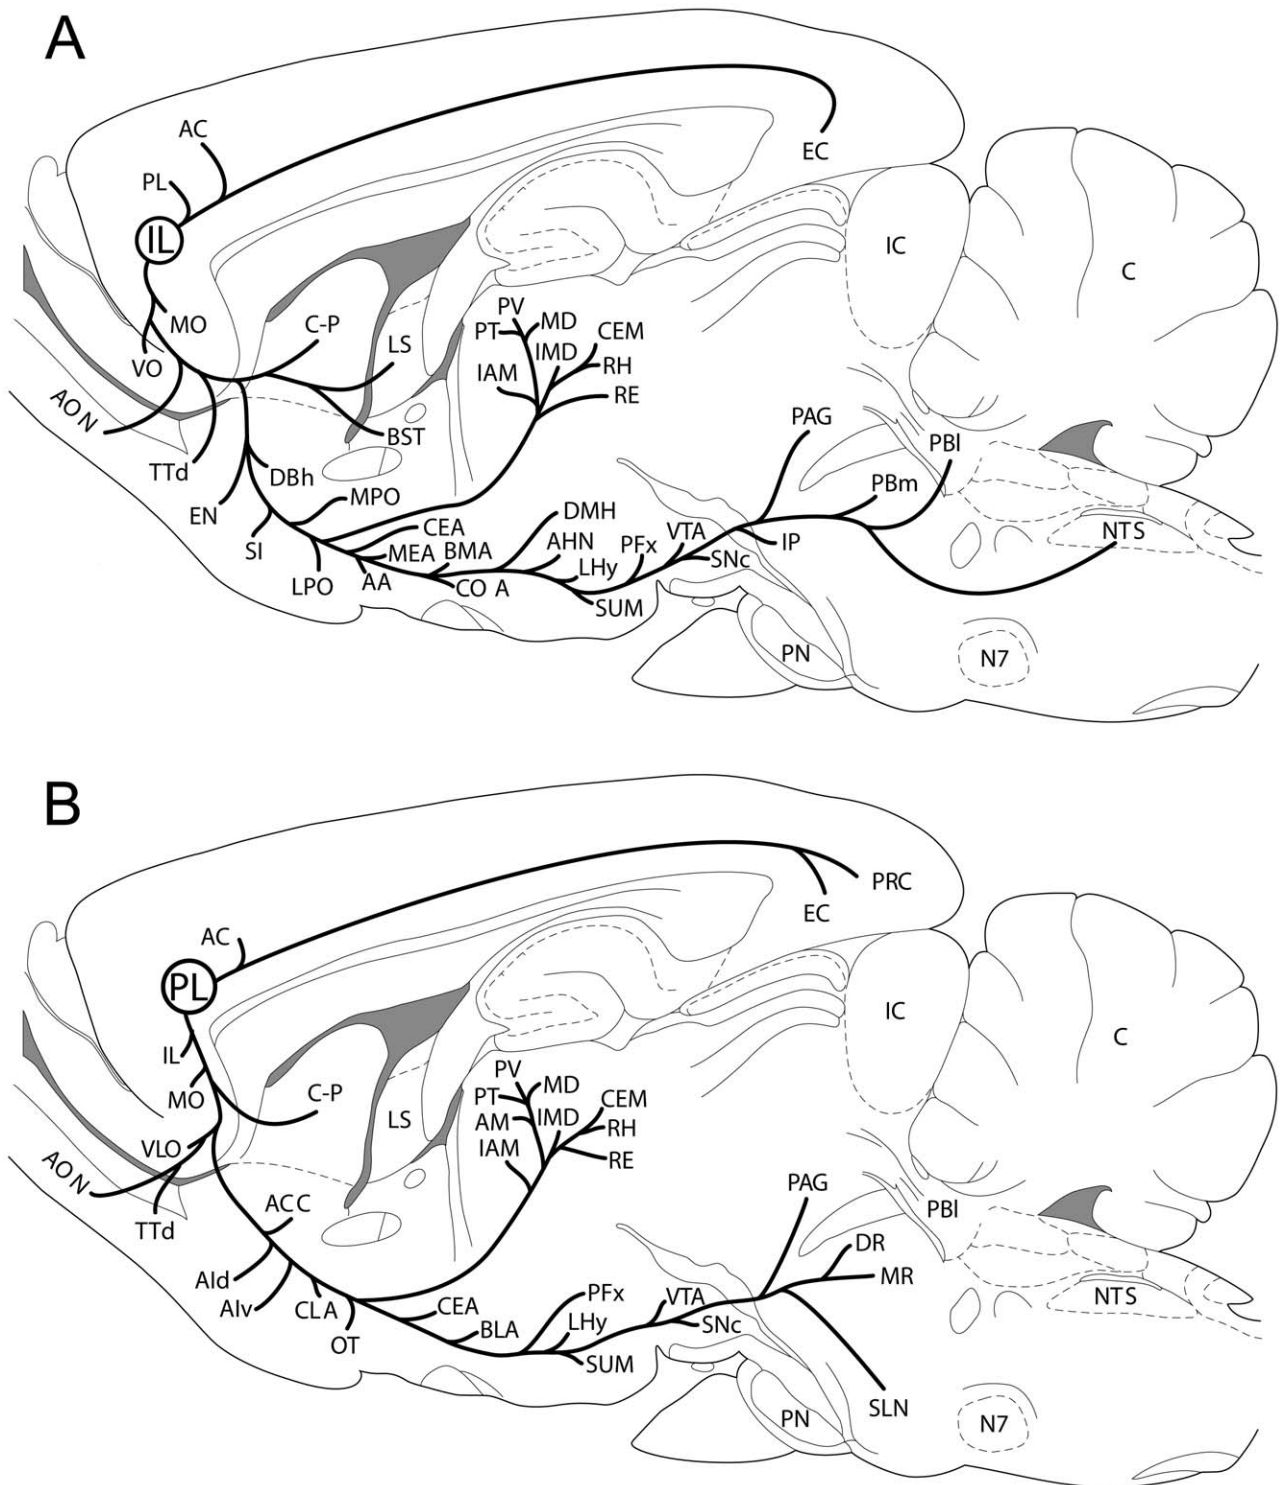 A
AC
EC
PL
IL
IC
C
MO
C-P
LS
PV
PT
MD
CEM
IMD
RH
IAM
RE
VO
AON
BST
PAG
PBl
TTd
DBh
PBm
MPO
EN
CEA
DMH
NTS
SI
MEA
BMA
AHN
PFx
VTA
IP
LPO
AA
CO A
LHy
SNc
SUM
PN
N7
B
PRC
EC
AC
PL
IC
C
IL
MO
C-P
LS
PV
PT
MD
CEM
AM
IMD
RH
IAM
RE
VLO
AON
TTd
ACC
PAG
PBl
DR
MR
AId
AIv
CLA
OT
CEA
BLA
PFx
LHy
SUM
VTA
SNc
NTS
SLN
PN
N7